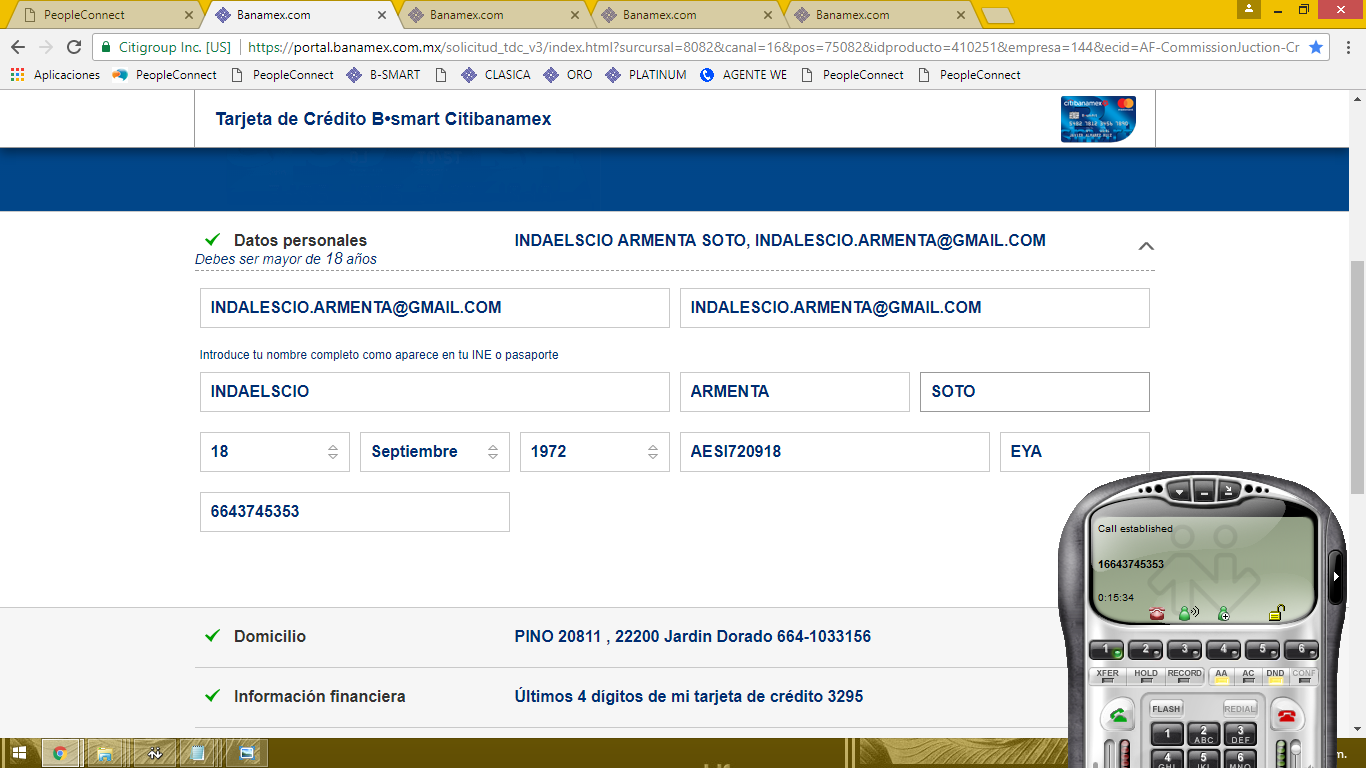 PeopleConnect
Banamex.com
Banamex.com
Banamex.com
Banamex.com
Citigroup Inc. [US] https://portal.banamex.com.mx/solicitud_tdc_v3/index.html?sursursal=8082&canal=16&pos=75082&idproducto=410251&empresa=144&ecid=AF-CommissionJuction-Cr
Aplicaciones PeopleConnect PeopleConnect B-SMART CLASICA ORO PLATINUM AGENTE WE PeopleConnect PeopleConnect
Tarjeta de Crédito B•smart Citibanamex
citibanamex
Datos personales INDAELSCIO ARMENTA SOTO, INDALESCIO.ARMENTA@GMAIL.COM
Debes ser mayor de 18 años
INDALESCIO.ARMENTA@GMAIL.COM INDALESCIO.ARMENTA@GMAIL.COM
Introduce tu nombre completo como aparece en tu INE o pasaporte
INDAELSCIO ARMENTA SOTO
18 Septiembre 1972 AESI720918 EYA
6643745353
Call established
16643745353
0:15:34
Domicilio PINO 20811 , 22200 Jardin Dorado 664-1033156
1 2 3 4 5 6
XFER HOLD RECORD AA AC DND CONF
Información financiera Últimos 4 dígitos de mi tarjeta de crédito 3295
FLASH REDIAL
1 2 ABC 3 DEF
4 GHI 5 JKL 6 MNO
m.